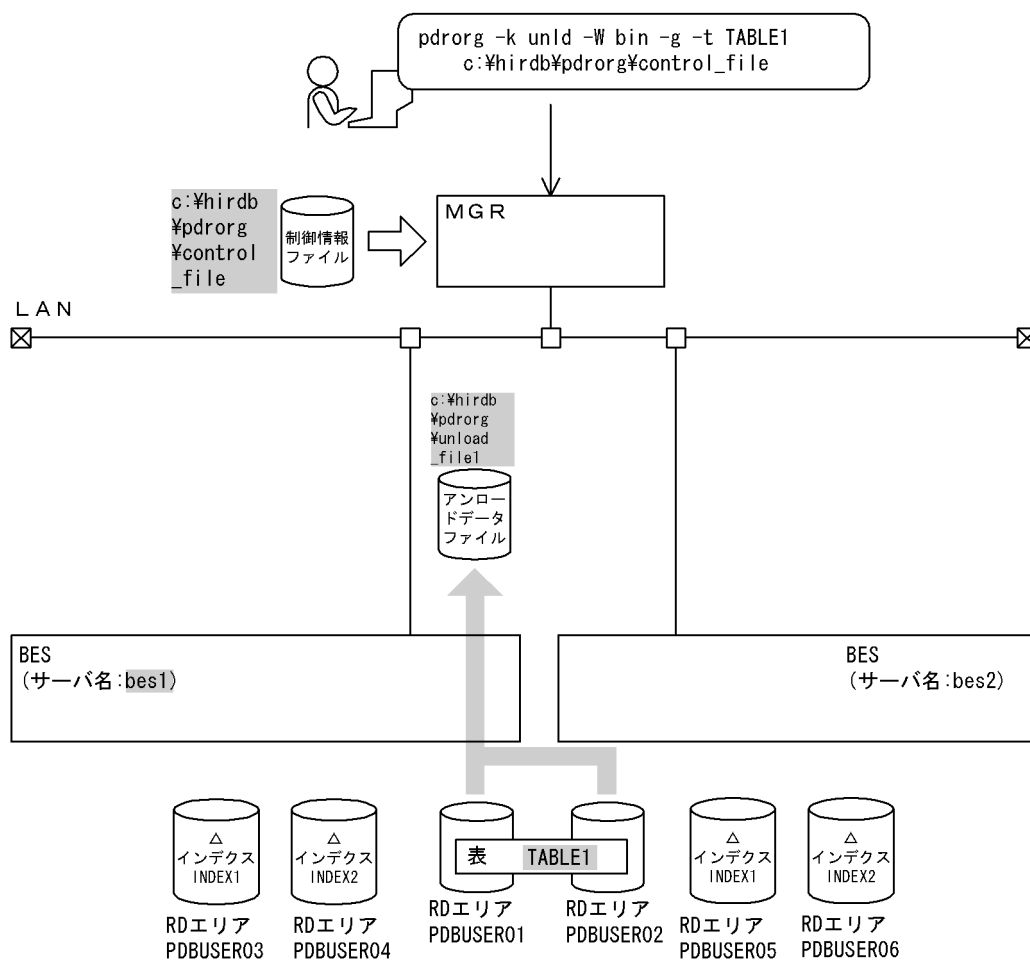 pdrorg -k unld -W bin -g -t TABLE1
c:¥hirdb¥pdrorg¥control_file
c:¥hirdb
¥pdrorg
¥control
_file
制御情報
ファイル
MGR
LAN
c:¥hirdb
¥pdrorg
¥unload
_file1
アンロー
ドデータ
ファイル
BES
(サーバ名:bes1)
BES
(サーバ名:bes2)
△
インデクス
INDEX1
△
インデクス
INDEX2
表 TABLE1
△
インデクス
INDEX1
△
インデクス
INDEX2
RDエリア
PDBUSER03
RDエリア
PDBUSER04
RDエリア
PDBUSER01
RDエリア
PDBUSER02
RDエリア
PDBUSER05
RDエリア
PDBUSER06